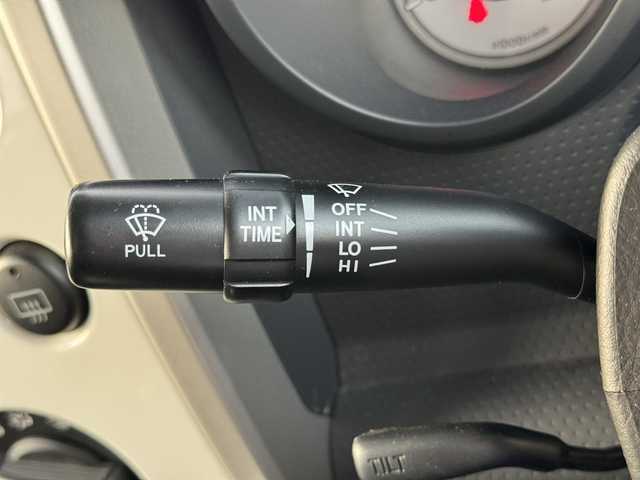 PULL
INT
TIME
OFF
INT
LO
HI
TILT